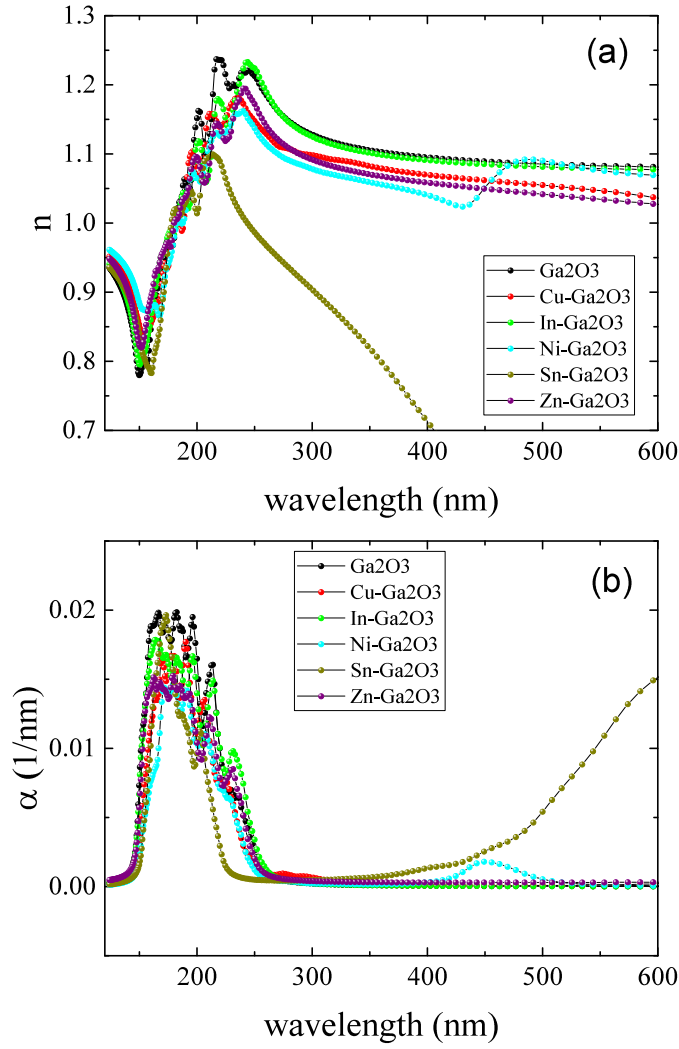 (a)
1.3
1.2
1.1
1.0
0.9
0.8
0.7
n
Ga2O3
Cu-Ga2O3
In-Ga2O3
Ni-Ga2O3
Sn-Ga2O3
Zn-Ga2O3
200 300 400 500 600
wavelength (nm)
(b)
0.02
0.01
0.00
α (1/nm)
Ga2O3
Cu-Ga2O3
In-Ga2O3
Ni-Ga2O3
Sn-Ga2O3
Zn-Ga2O3
200 300 400 500 600
wavelength (nm)